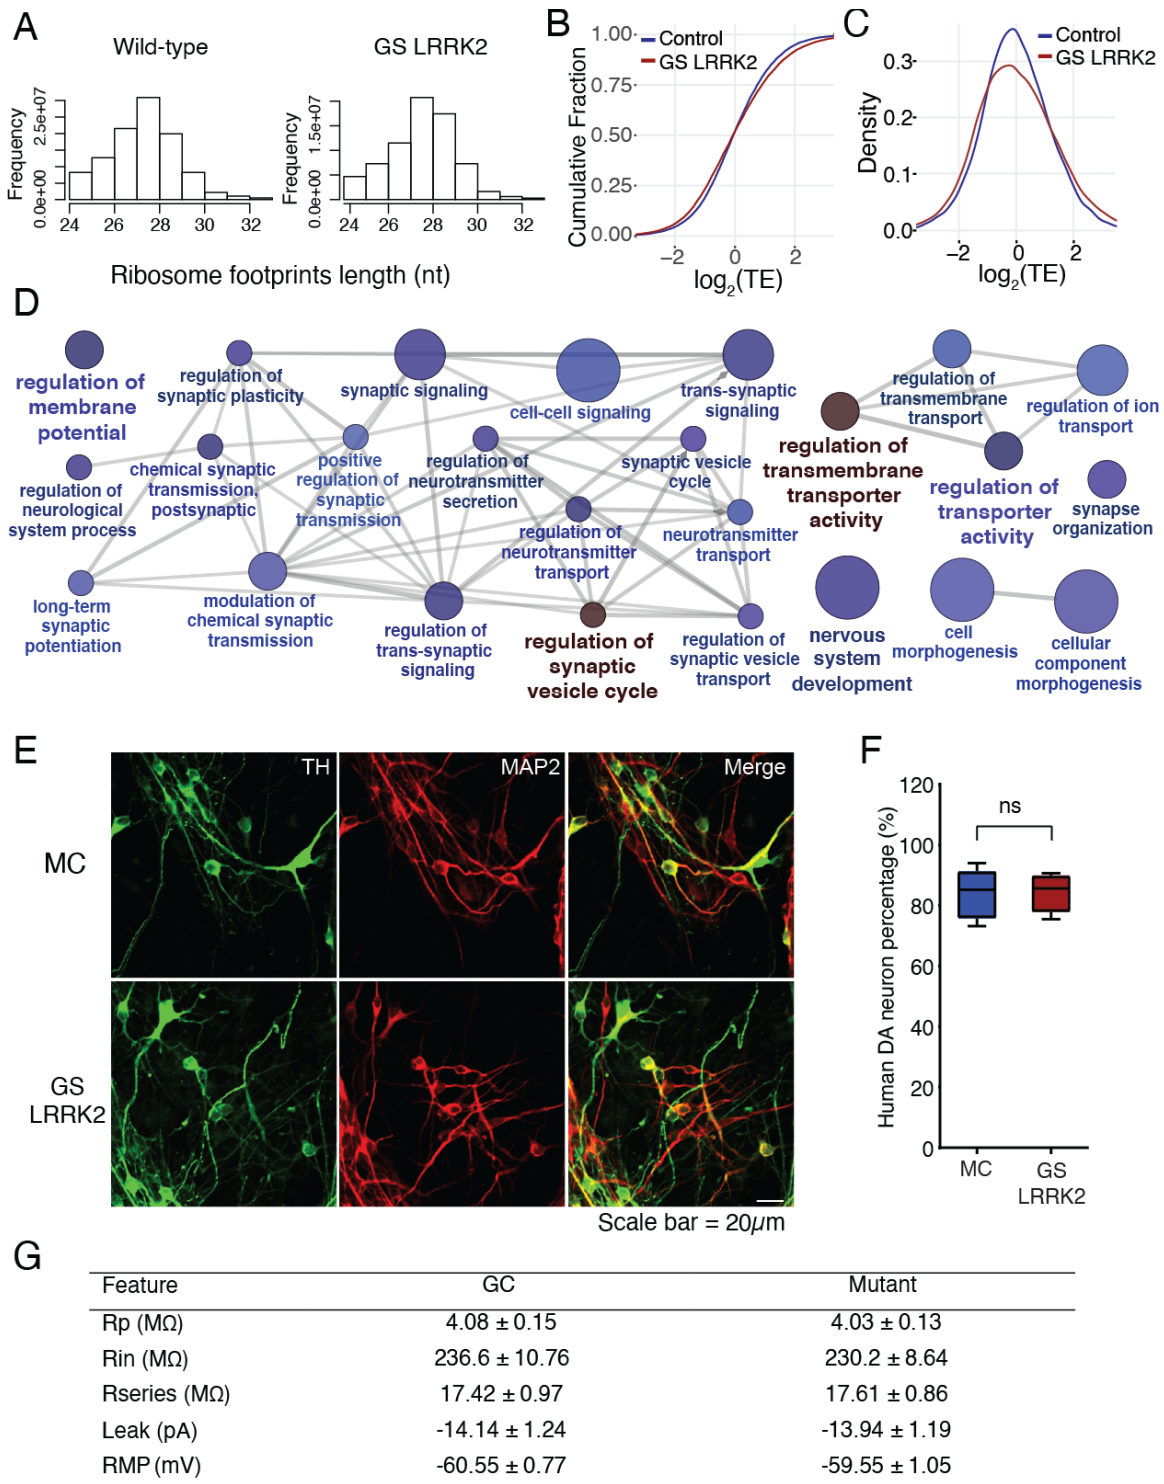 A
Wild-type
GS LRRK2
Frequency
0.0e+00
2.5e+07
24
26
28
30
32
Frequency
0.0e+00
1.5e+07
24
26
28
30
32
Ribosome footprints length (nt)
B
Cumulative Fraction
1.00
0.75
0.50
0.25
0.00
Control
GS LRRK2
−2
0
2
log2(TE)
C
Density
0.3
0.2
0.1
0.0
Control
GS LRRK2
−2
0
2
log2(TE)
D
regulation of
membrane
potential
regulation of
synaptic plasticity
synaptic signaling
cell-cell signaling
trans-synaptic
signaling
regulation of
transmembrane
transport
regulation of ion
transport
regulation of
neurological
system process
chemical synaptic
transmission,
postsynaptic
positive
regulation of
synaptic
transmission
regulation of
neurotransmitter
secretion
synaptic vesicle
cycle
regulation of
transmembrane
transporter
activity
regulation of
transporter
activity
synapse
organization
regulation of
neurotransmitter
transport
neurotransmitter
transport
long-term
synaptic
potentiation
modulation of
chemical synaptic
transmission
regulation of
trans-synaptic
signaling
regulation of
synaptic
vesicle cycle
regulation of
synaptic vesicle
transport
nervous
system
development
cell
morphogenesis
cellular
component
morphogenesis
E
TH
MAP2
Merge
MC
GS
LRRK2
Scale bar = 20µm
F
Human DA neuron percentage (%)
120
100
80
60
40
20
0
ns
MC
GS
LRRK2
G
Feature GC Mutant
Rp (MΩ) 4.08 ± 0.15 4.03 ± 0.13
Rin (MΩ) 236.6 ± 10.76 230.2 ± 8.64
Rseries (MΩ) 17.42 ± 0.97 17.61 ± 0.86
Leak (pA) -14.14 ± 1.24 -13.94 ± 1.19
RMP (mV) -60.55 ± 0.77 -59.55 ± 1.05